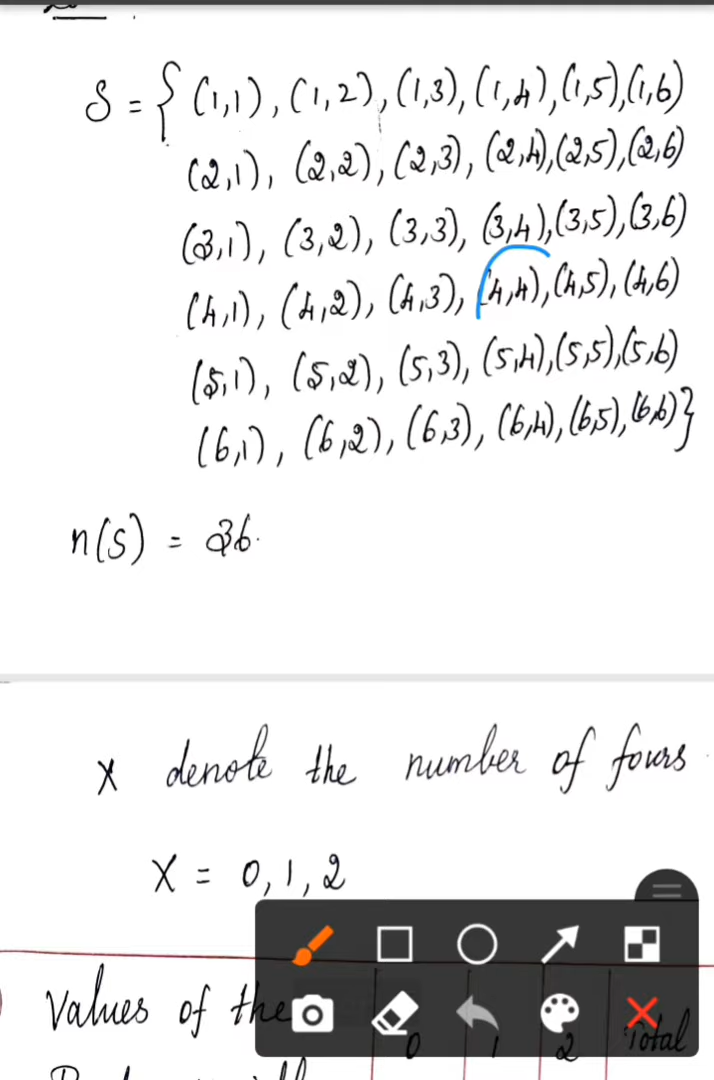 S = { (1,1), (1,2), (1,3), (1,4), (1,5), (1,6)
(2,1), (2,2), (2,3), (2,4), (2,5), (2,6)
(3,1), (3,2), (3,3), (3,4), (3,5), (3,6)
(4,1), (4,2), (4,3), (4,4), (4,5), (4,6)
(5,1), (5,2), (5,3), (5,4), (5,5), (5,6)
(6,1), (6,2), (6,3), (6,4), (6,5), (6,6) }
n(S) = 36.
X denote the number of fours
X = 0, 1, 2
Values of the 0 1 2 Total